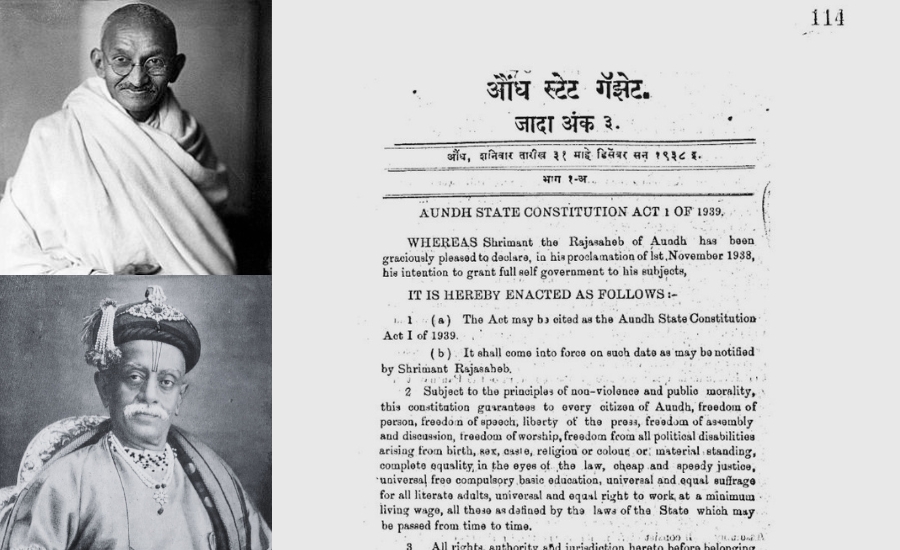 114
औंध स्टेट गॅझेट.
जादा अंक ३.
औंध, शनिवार तारीख ३१ माहे डिसेंबर सन १९३८ इ.
भाग १-अ
AUNDH STATE CONSTITUTION ACT 1 OF 1939.
WHEREAS Shrimant the Rajasaheb of Aundh has been
graciously pleased to declare, in his proclamation of 1st November 1938,
his intention to grant full self government to his subjects,
IT IS HEREBY ENACTED AS FOLLOWS :-
1 (a) The Act may be cited as the Aundh State Constitution
Act I of 1939.
(b) It shall come into force on such date as may be notified
by Shrimant Rajasaheb.
2 Subject to the principles of non-violence and public morality,
this constitution guarantees to every citizen of Aundh, freedom of
person, freedom of speech, liberty of the press, freedom of assembly
and discussion, freedom of worship, freedom from all political disabilities
arising from birth, sex, caste, religion or colour or material standing,
complete equality in the eyes of the law, cheap and speedy justice,
universal free compulsory basic education, universal and equal suffrage
for all literate adults, universal and equal right to work at a minimum
living wage, all these as defined by the laws of the State which may
be passed from time to time.
3 All rights, authority and jurisdiction hereto before belonging